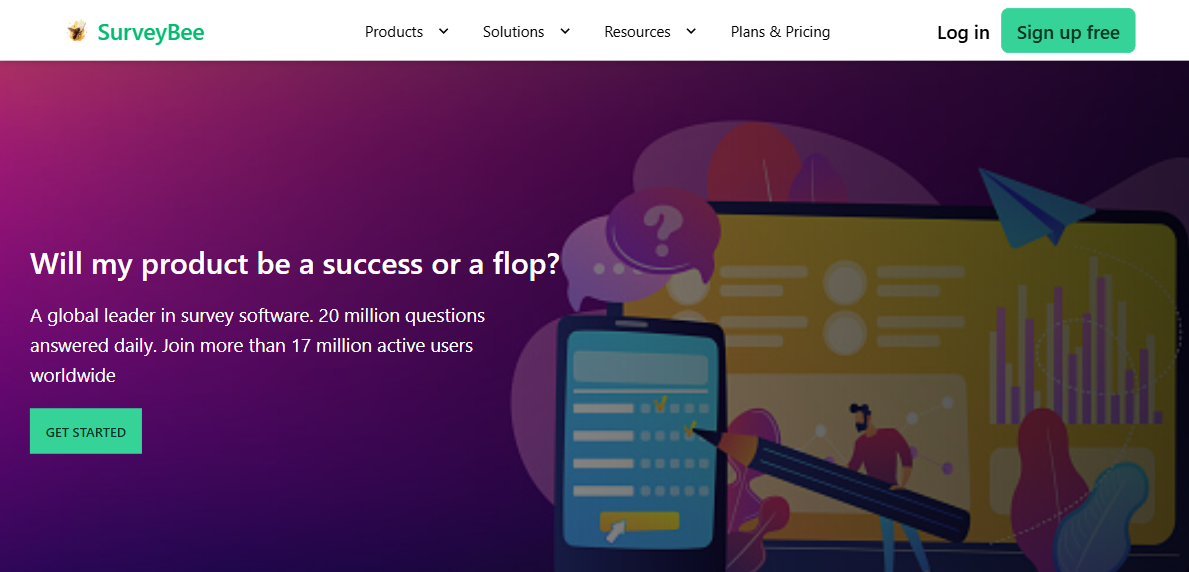 SurveyBee
Products
Solutions
Resources
Plans & Pricing
Log in
Sign up free
Will my product be a success or a flop?
A global leader in survey software. 20 million questions
answered daily. Join more than 17 million active users
worldwide
GET STARTED
?